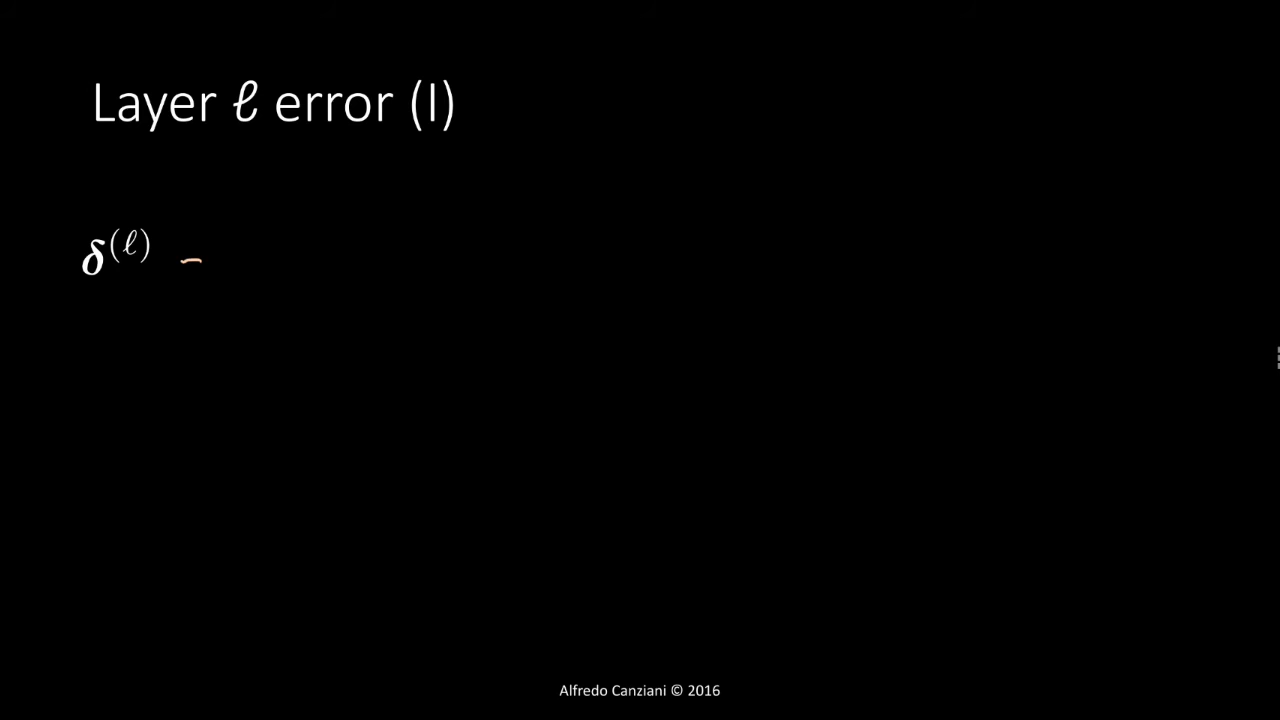 Layer ℓ error (I)
δ^(ℓ) -
Alfredo Canziani © 2016